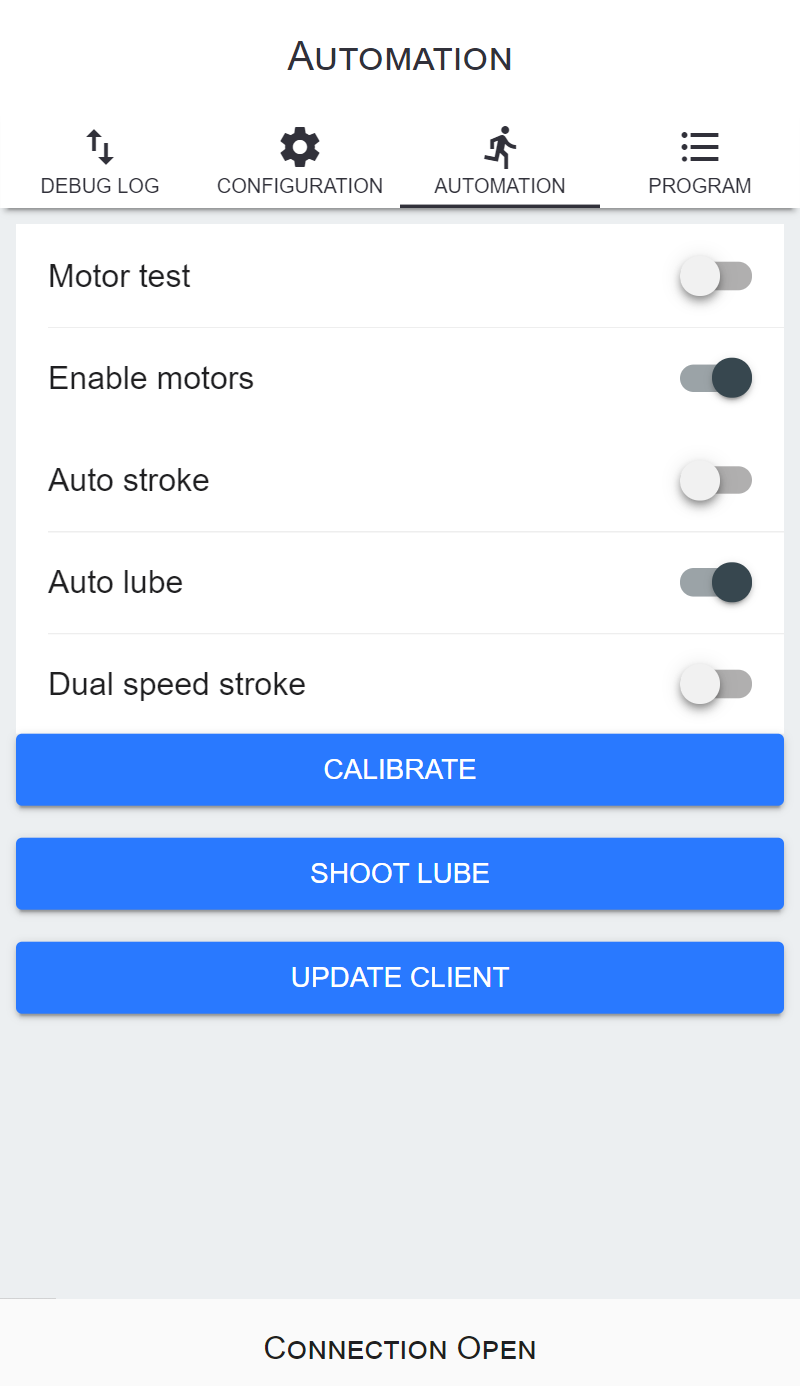 Automation
DEBUG LOG
CONFIGURATION
AUTOMATION
PROGRAM
Motor test
Enable motors
Auto stroke
Auto lube
Dual speed stroke
CALIBRATE
SHOOT LUBE
UPDATE CLIENT
Connection Open